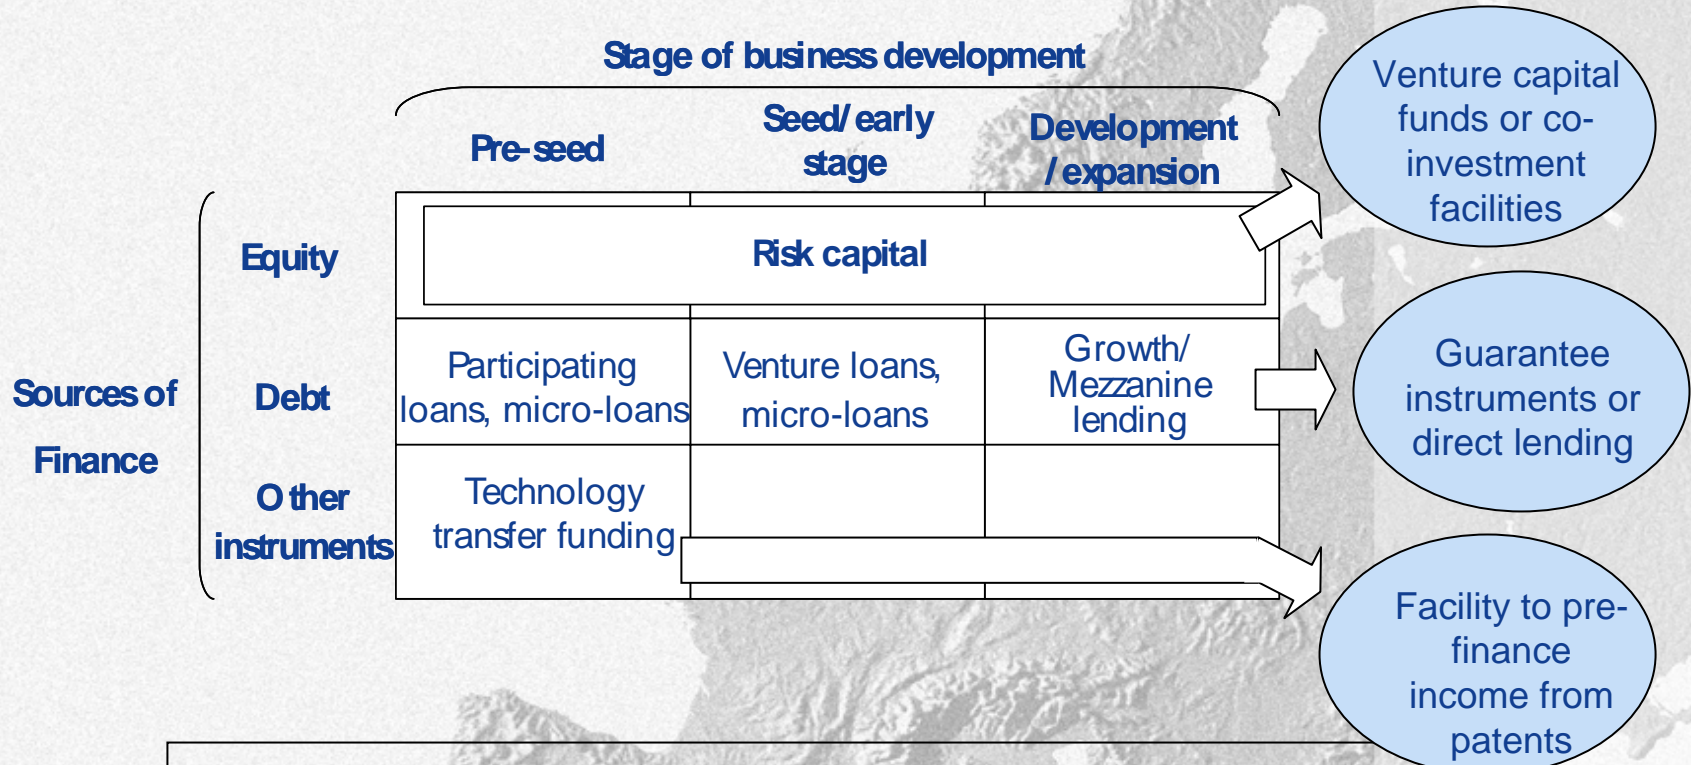 Stage of business development
Pre-seed
Seed/ early
stage
Development
/ expansion
Venture capital
funds or co-
investment
facilities
Equity
Risk capital
Sources of
Finance
Debt
Participating
loans, micro-loans
Venture loans,
micro-loans
Growth/
Mezzanine
lending
Guarantee
instruments or
direct lending
Other
instruments
Technology
transfer funding
Facility to pre-
finance
income from
patents